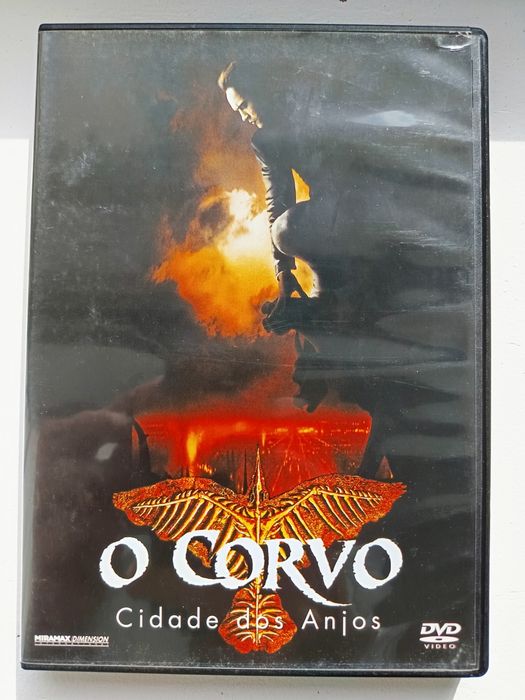 O CORVO
Cidade dos Anjos
MIRAMAX DIMENSION
DVD
VIDEO